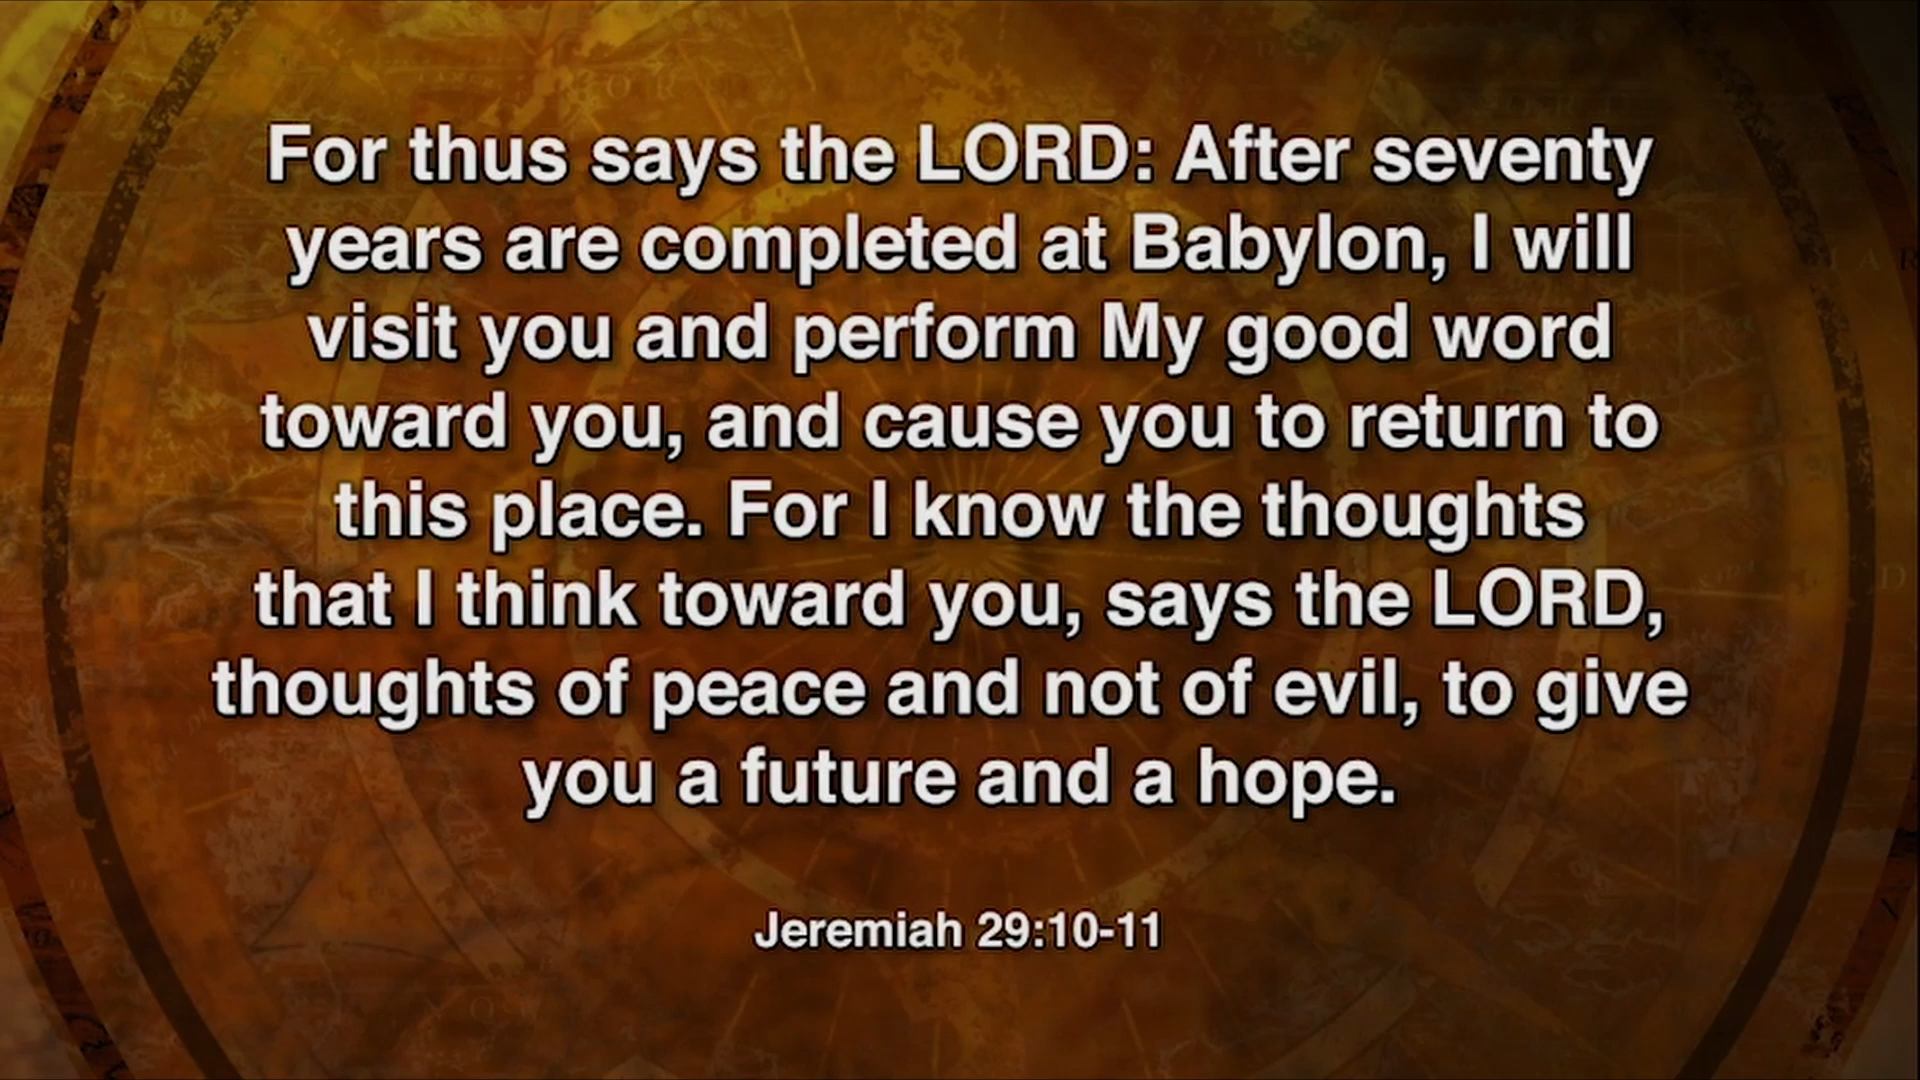 For thus says the LORD: After seventy
years are completed at Babylon, I will
visit you and perform My good word
toward you, and cause you to return to
this place. For I know the thoughts
that I think toward you, says the LORD,
thoughts of peace and not of evil, to give
you a future and a hope.
Jeremiah 29:10-11